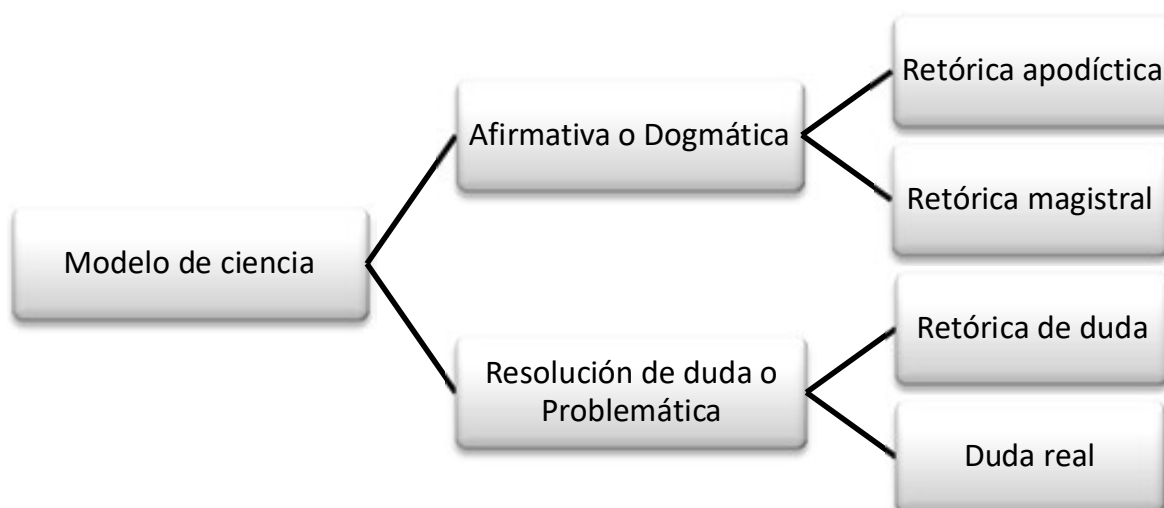 Modelo de ciencia
Afirmativa o Dogmática
Resolución de duda o
Problemática
Retórica apodíctica
Retórica magistral
Retórica de duda
Duda real